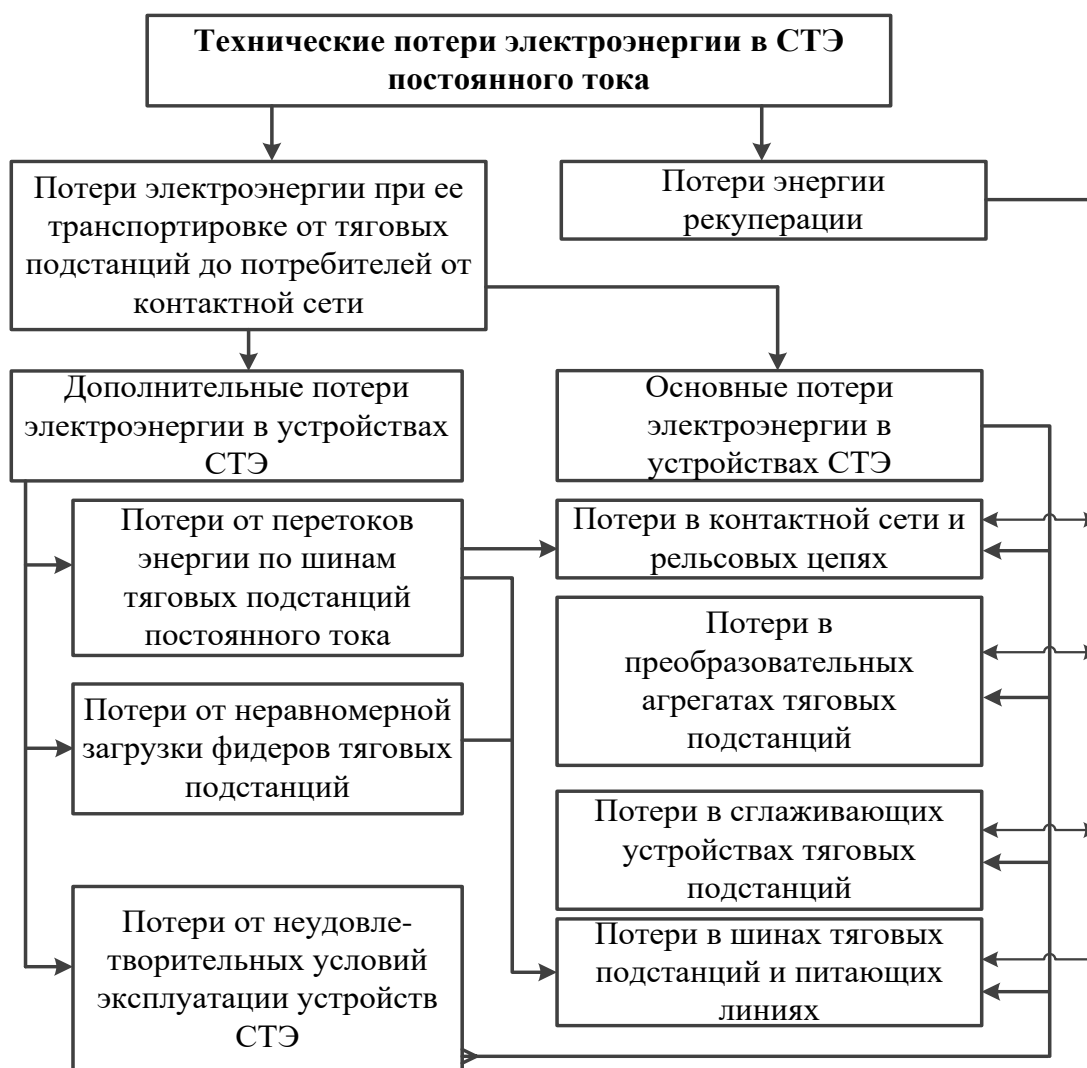 Технические потери электроэнергии в СТЭ
постоянного тока
Потери электроэнергии при ее
транспортировке от тяговых
подстанций до потребителей от
контактной сети
Потери энергии
рекуперации
Дополнительные потери
электроэнергии в устройствах
СТЭ
Основные потери
электроэнергии в
устройствах СТЭ
Потери от перетоков
энергии по шинам
тяговых подстанций
постоянного тока
Потери в контактной сети и
рельсовых цепях
Потери в
преобразовательных
агрегатах тяговых
подстанций
Потери от неравномерной
загрузки фидеров тяговых
подстанций
Потери в сглаживающих
устройствах тяговых
подстанций
Потери от неудовле-
творительных условий
эксплуатации устройств
СТЭ
Потери в шинах тяговых
подстанций и питающих
линиях